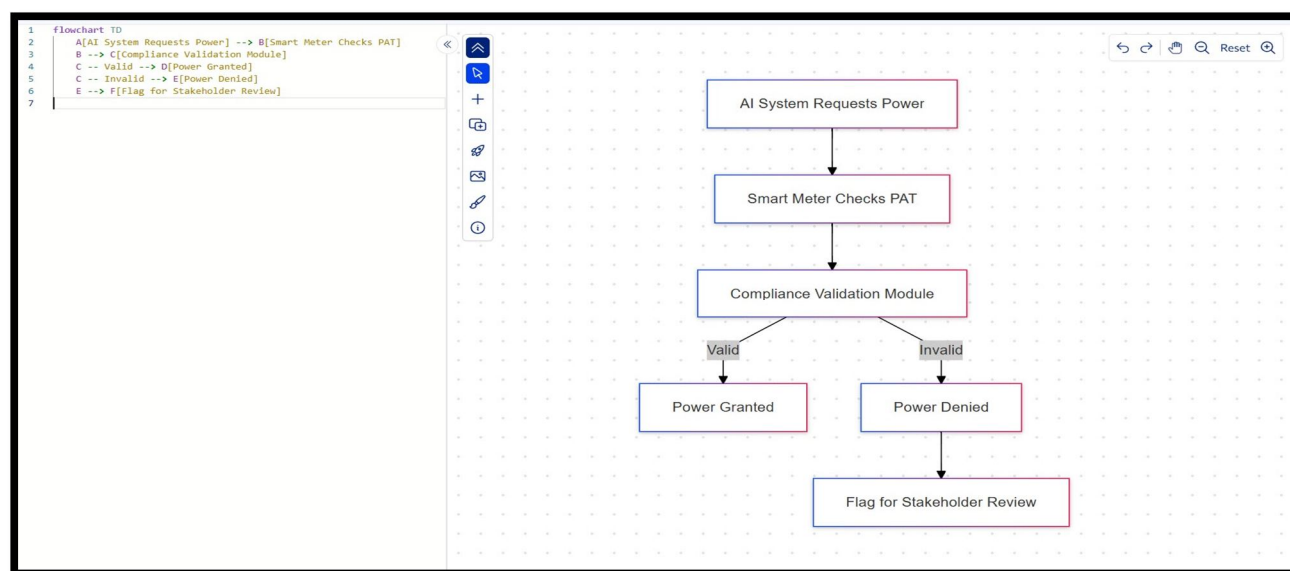 1 flowchart TD
2 A[AI System Requests Power] --> B[Smart Meter Checks PAT]
3 B --> C[Compliance Validation Module]
4 C -- Valid --> D[Power Granted]
5 C -- Invalid --> E[Power Denied]
6 E --> F[Flag for Stakeholder Review]
7
Reset
AI System Requests Power
Smart Meter Checks PAT
Compliance Validation Module
Valid
Invalid
Power Granted
Power Denied
Flag for Stakeholder Review